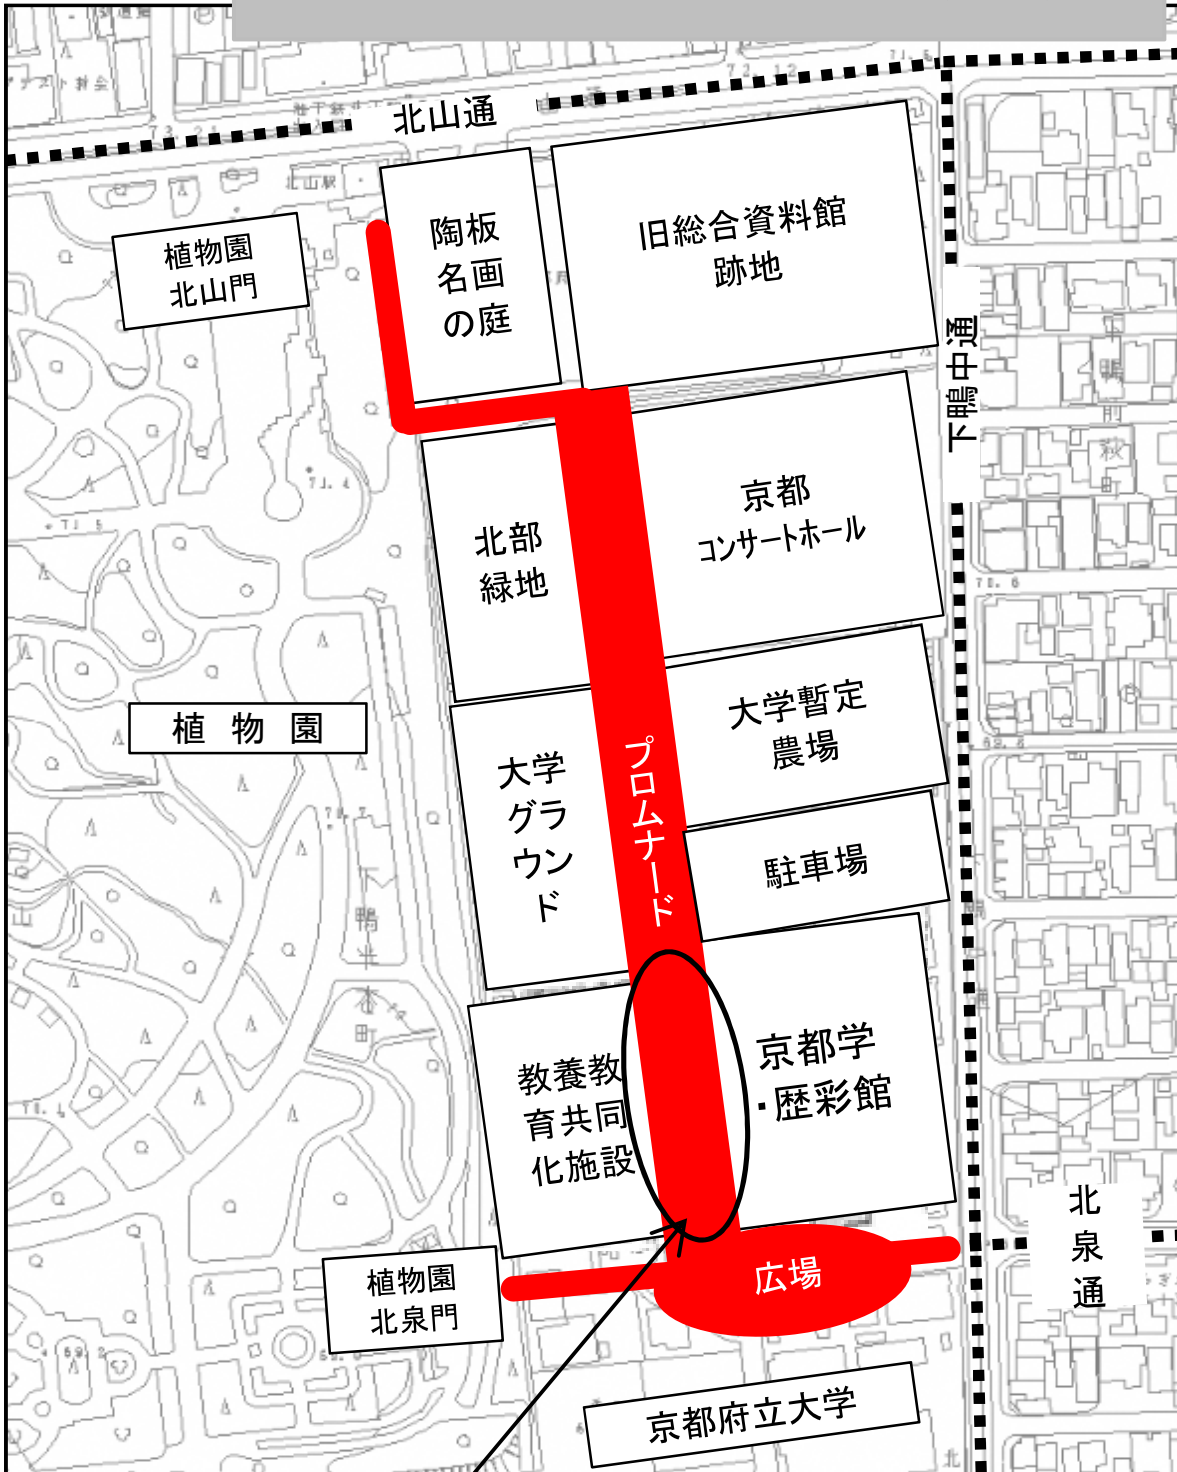 北山通
植物園
北山門
陶板
名画
の庭
旧総合資料館
跡地
下鴨中通
北山駅
北部
緑地
京都
コンサートホール
植物園
大学
グラ
ウン
ド
プロムナード
大学暫定
農場
駐車場
教養教
育共同
化施設
京都学
・歴彩館
植物園
北泉門
広場
北
泉
通
京都府立大学